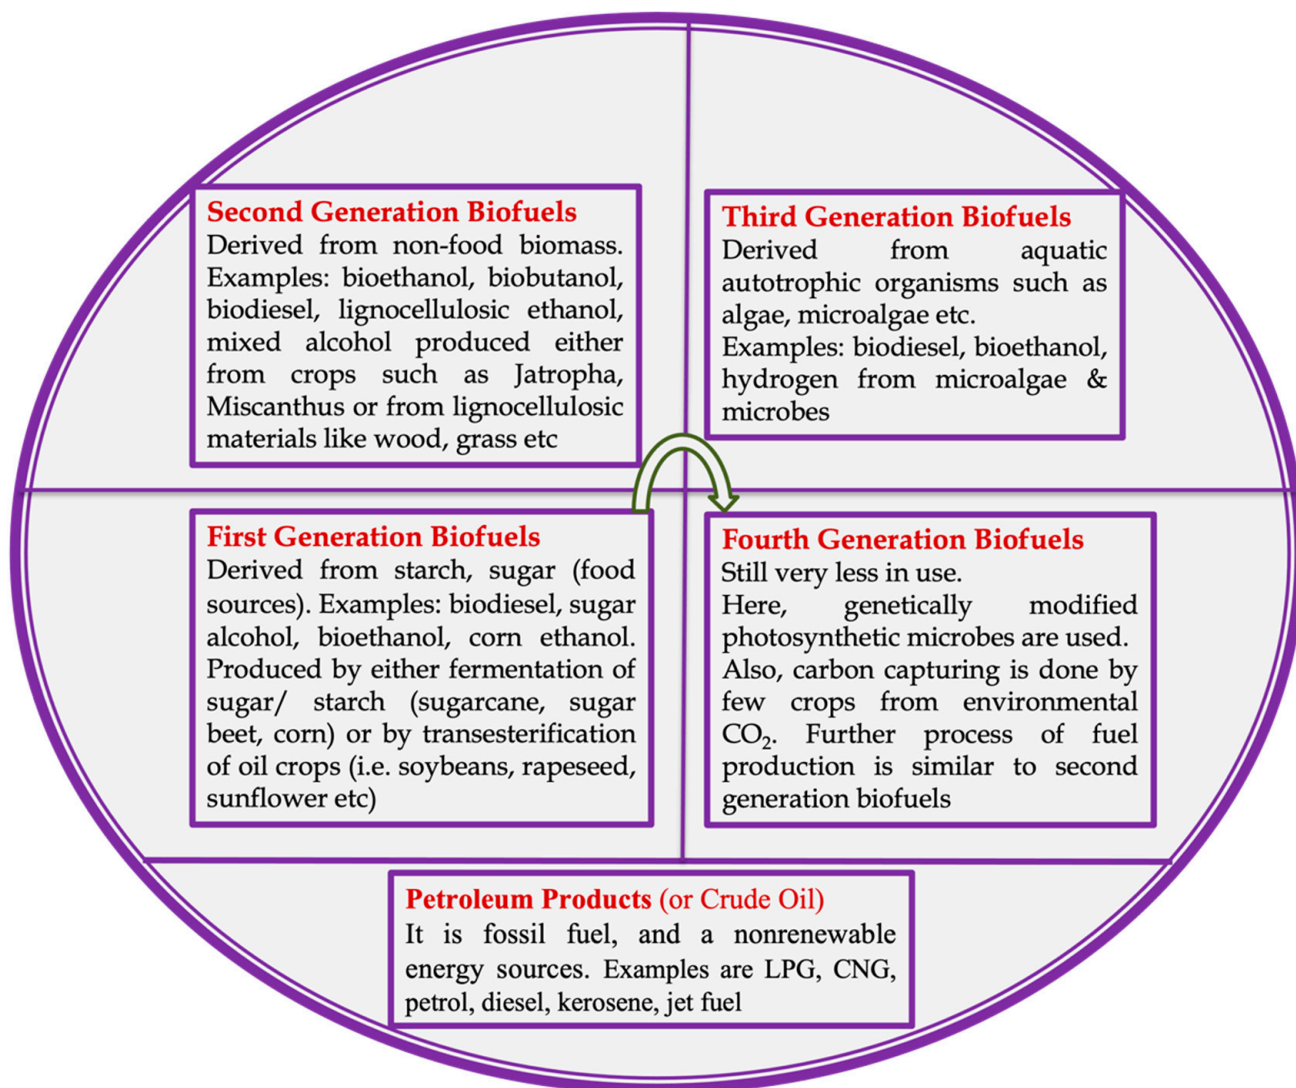 Second Generation Biofuels
Derived from non-food biomass.
Examples: bioethanol, biobutanol,
biodiesel, lignocellulosic ethanol,
mixed alcohol produced either
from crops such as Jatropha,
Miscanthus or from lignocellulosic
materials like wood, grass etc
Third Generation Biofuels
Derived from aquatic
autotrophic organisms such as
algae, microalgae etc.
Examples: biodiesel, bioethanol,
hydrogen from microalgae &
microbes
First Generation Biofuels
Derived from starch, sugar (food
sources). Examples: biodiesel, sugar
alcohol, bioethanol, corn ethanol.
Produced by either fermentation of
sugar/ starch (sugarcane, sugar
beet, corn) or by transesterification
of oil crops (i.e. soybeans, rapeseed,
sunflower etc)
Fourth Generation Biofuels
Still very less in use.
Here, genetically modified
photosynthetic microbes are used.
Also, carbon capturing is done by
few crops from environmental
CO₂. Further process of fuel
production is similar to second
generation biofuels
Petroleum Products (or Crude Oil)
It is fossil fuel, and a nonrenewable
energy sources. Examples are LPG, CNG,
petrol, diesel, kerosene, jet fuel